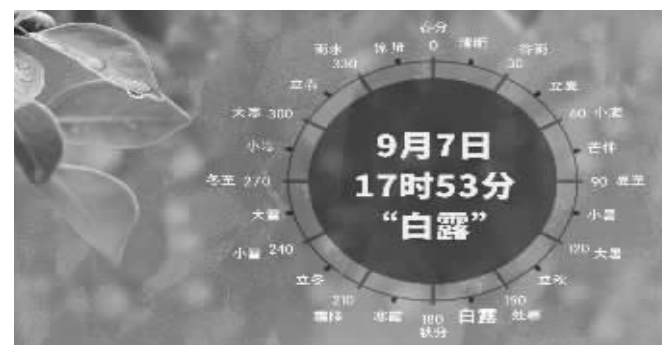 春分
0
清明
谷雨
30
立夏
60 小满
芒种
90 夏至
小暑
120 大暑
立秋
150
处暑
白露
180
秋分
寒露
210
霜降
立冬
小雪 240
大雪
冬至 270
小寒
大寒 300
立春
330
雨水
惊蛰
9月7日
17时53分
“白露”